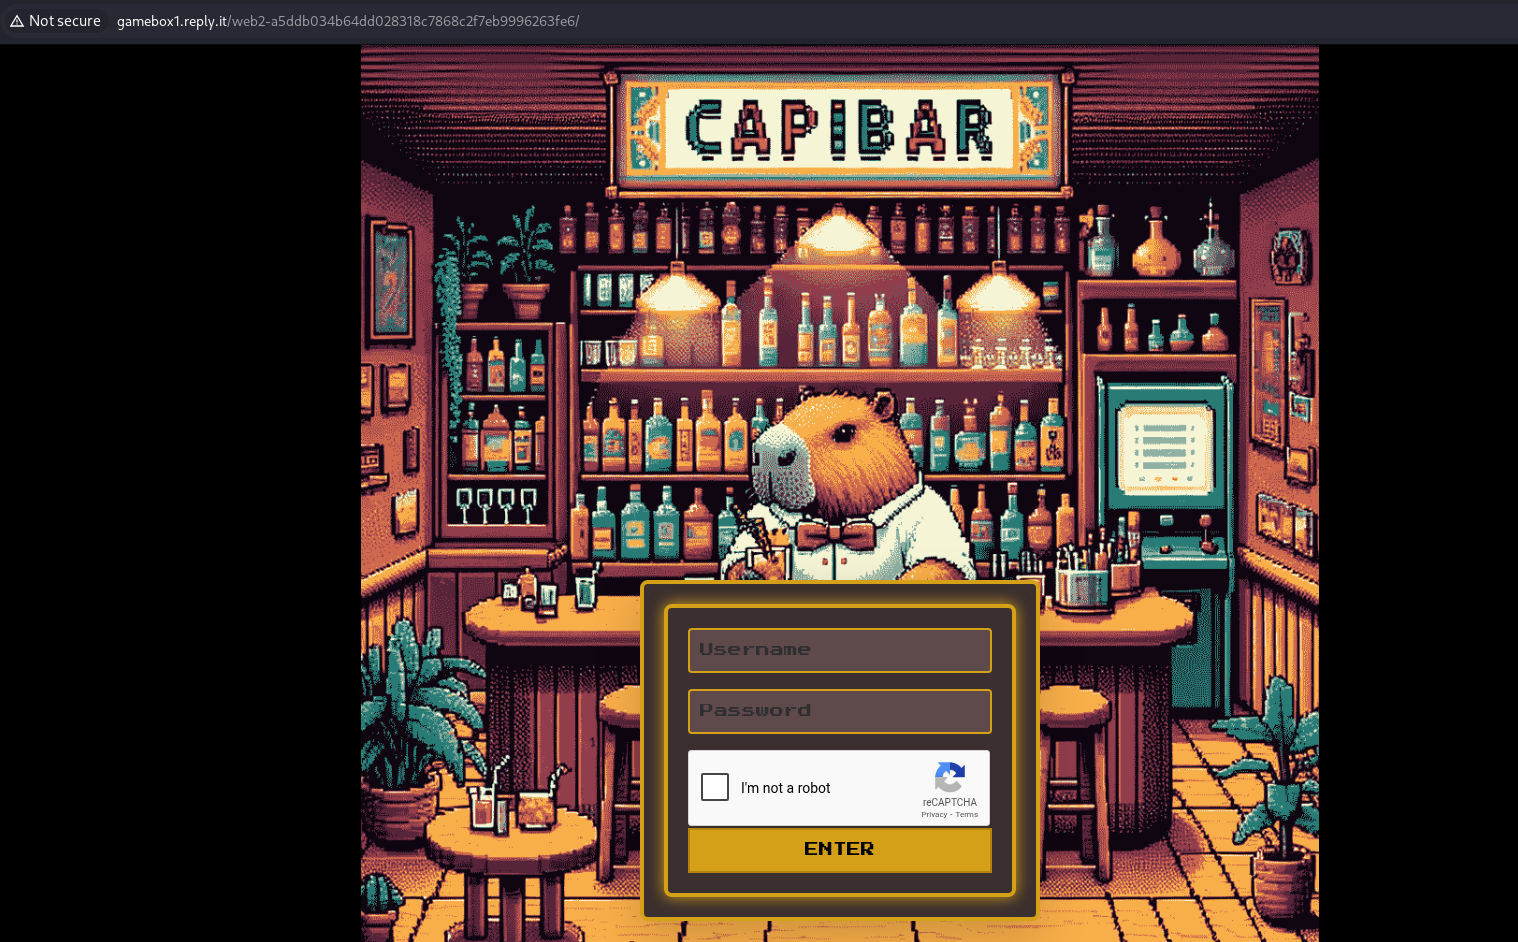 Not secure gamebox1.reply.it/web2-a5ddb034b64dd028318c7868c2f7eb9996263fe6/
CAPIBAR
Username
Password
I'm not a robot
reCAPTCHA
Privacy - Terms
ENTER